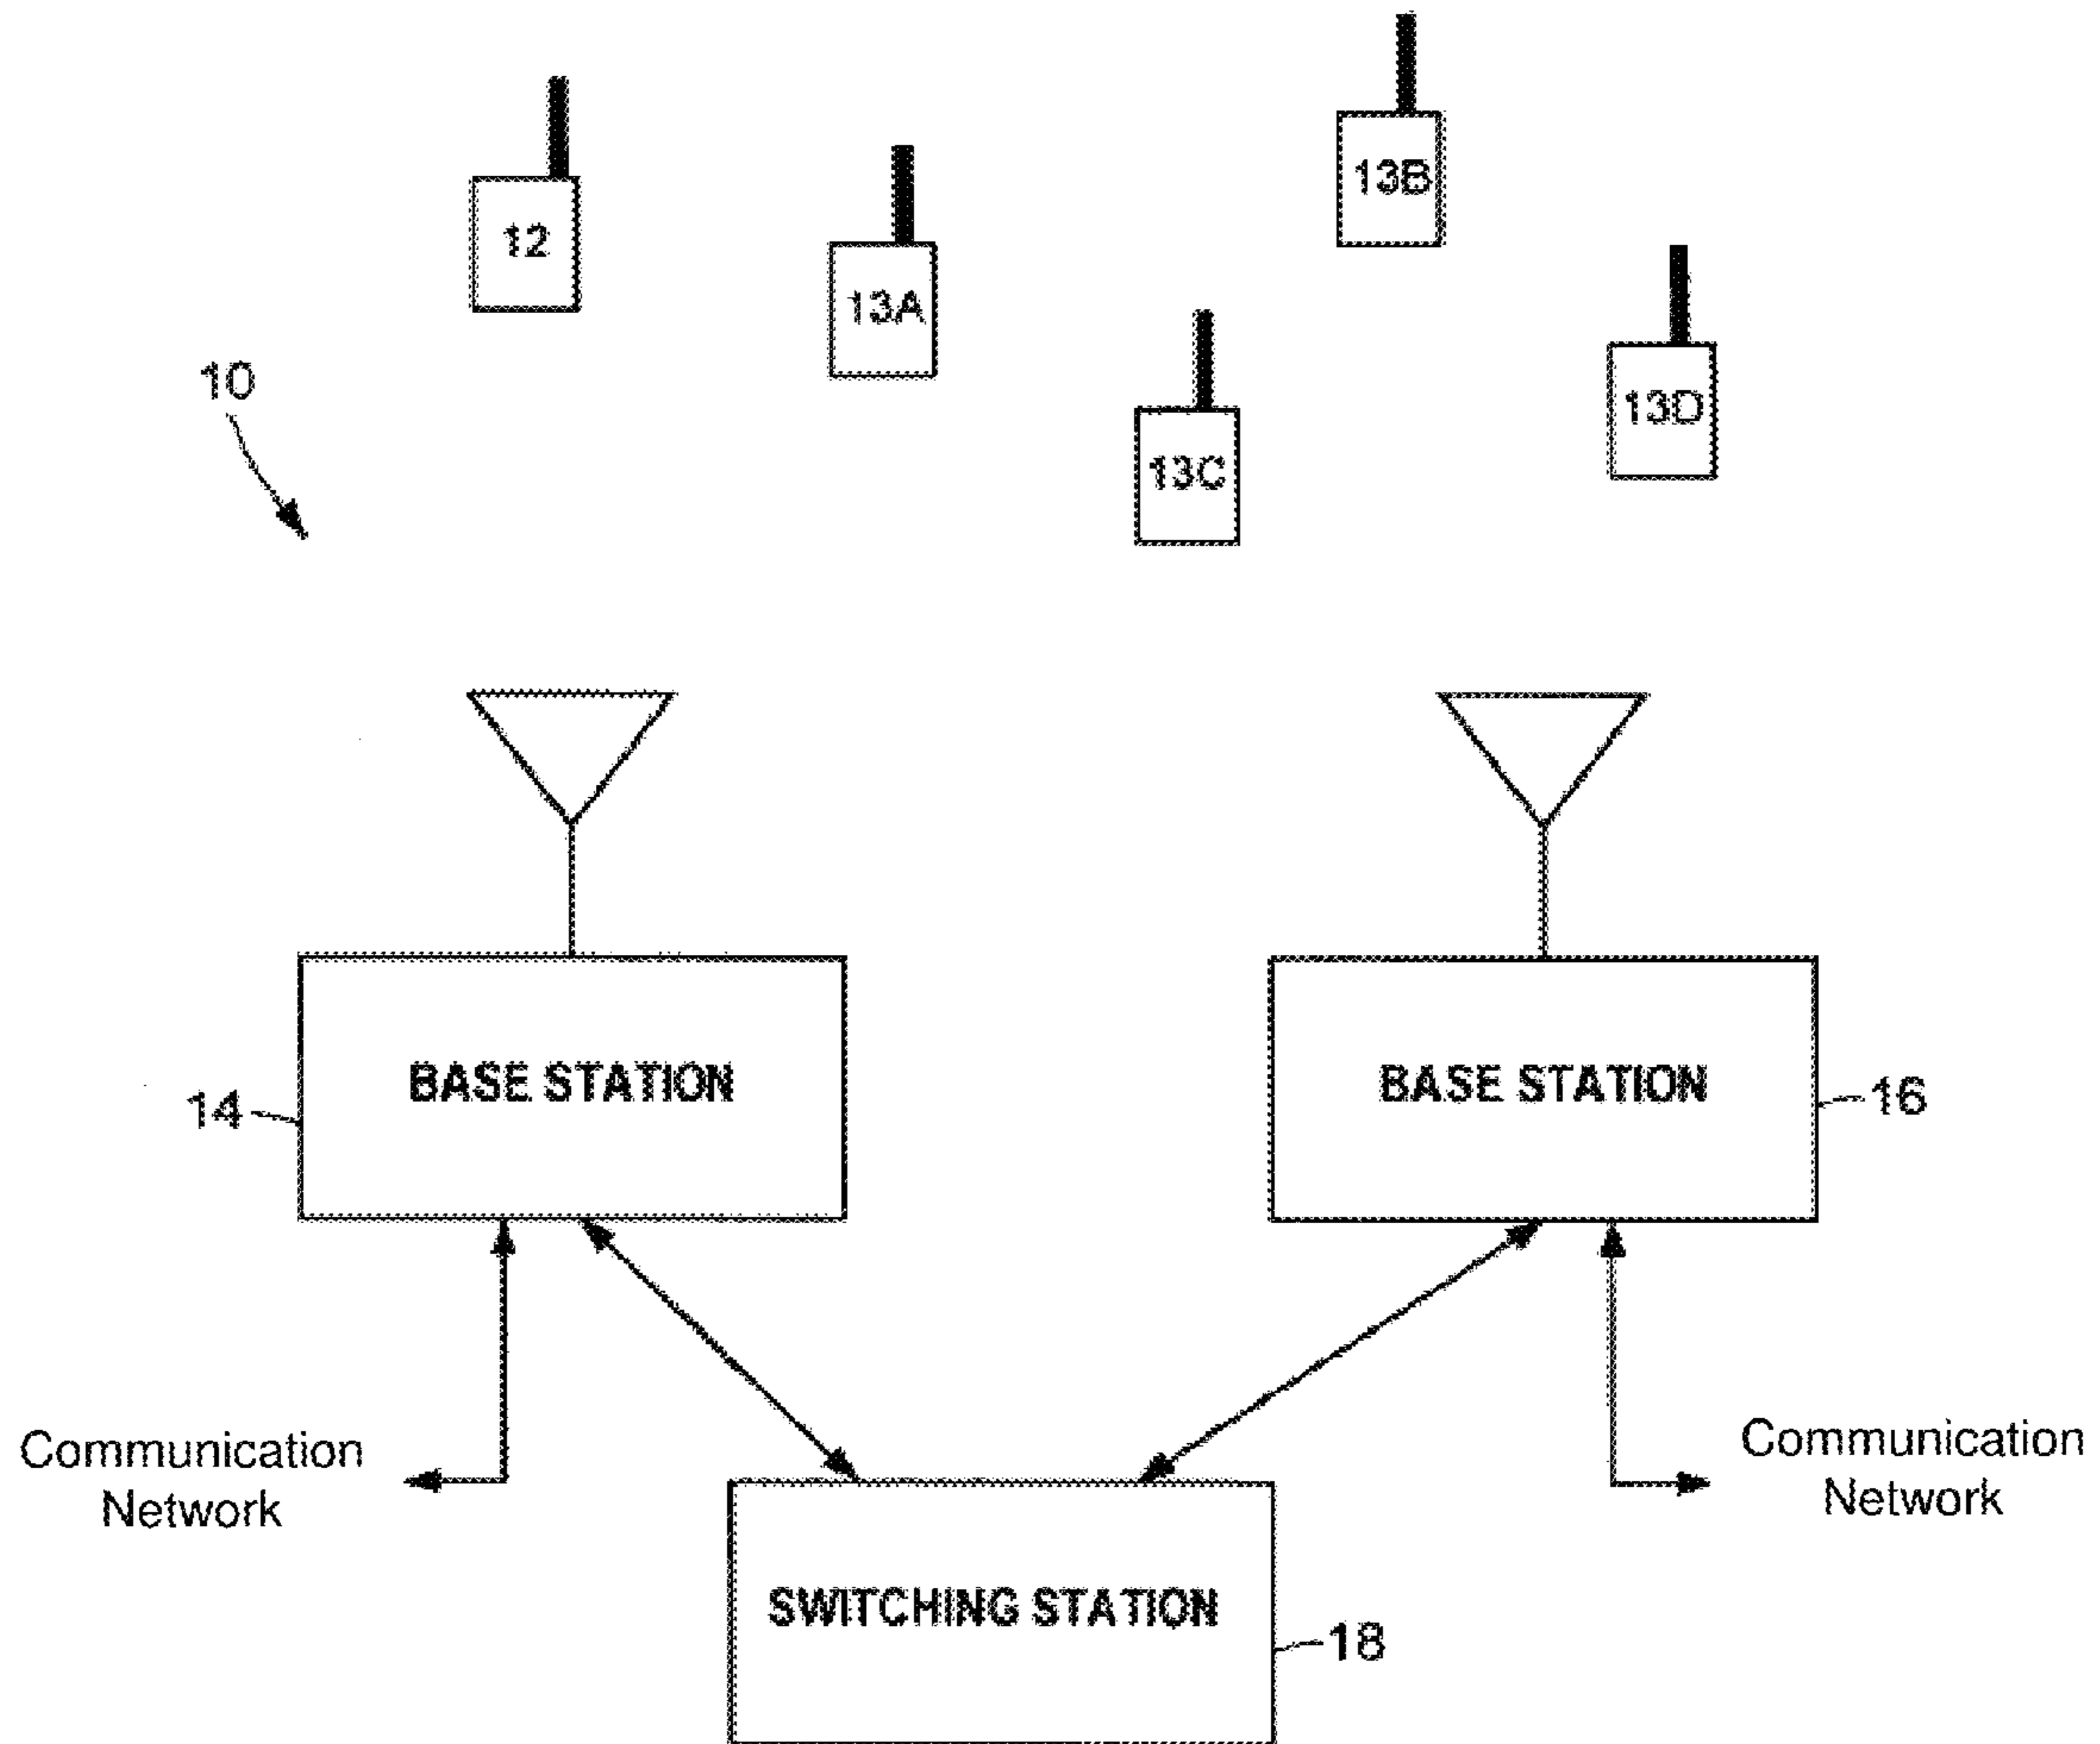 13B
12
13A
10
13D
13C
BASE STATION
BASE STATION
14
16
Communication
Network
Communication
Network
SWITCHING STATION
18